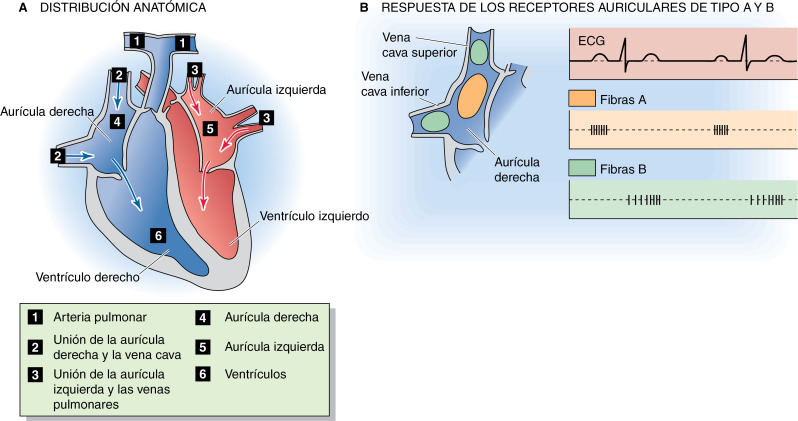 A DISTRIBUCIÓN ANATÓMICA
1
1
2
3
Aurícula izquierda
Aurícula derecha
4
3
5
2
Ventrículo izquierdo
6
Ventrículo derecho
1 Arteria pulmonar
2 Unión de la aurícula
derecha y la vena cava
3 Unión de la aurícula
izquierda y las venas
pulmonares
4 Aurícula derecha
5 Aurícula izquierda
6 Ventrículos
B RESPUESTA DE LOS RECEPTORES AURICULARES DE TIPO A Y B
Vena
cava superior
Vena
cava inferior
Aurícula
derecha
ECG
Fibras A
Fibras B